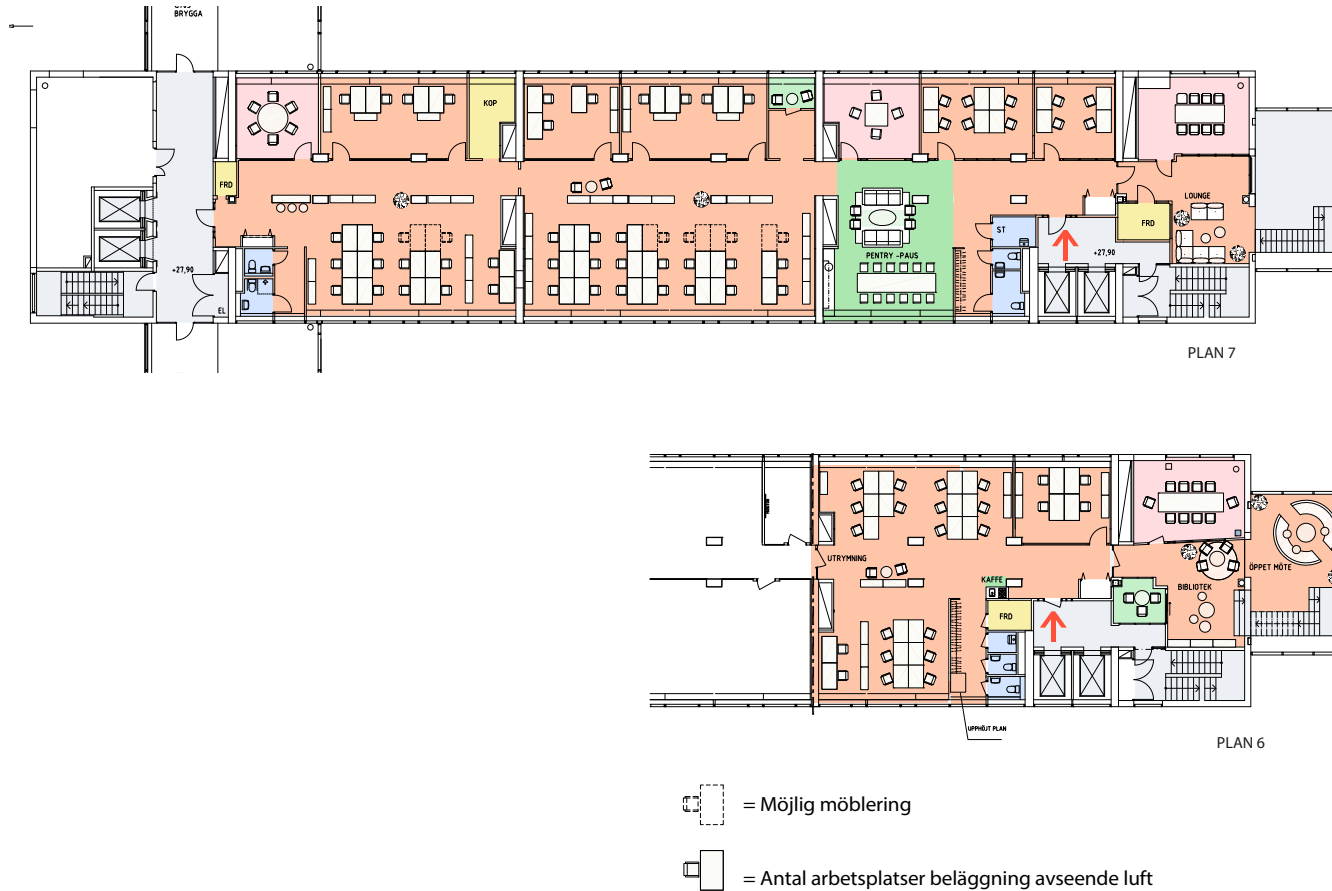 BRYGGA
KOP
FRD
LOUNGE
FRD
ST
PENTRY -PAUS
+27,90
+27,90
EL
PLAN 7
UTRYMNING
KAFFE
ÖPPET MÖTE
BIBLIOTEK
FRD
UPPHÖJT PLAN
PLAN 6
= Möjlig möblering
= Antal arbetsplatser beläggning avseende luft